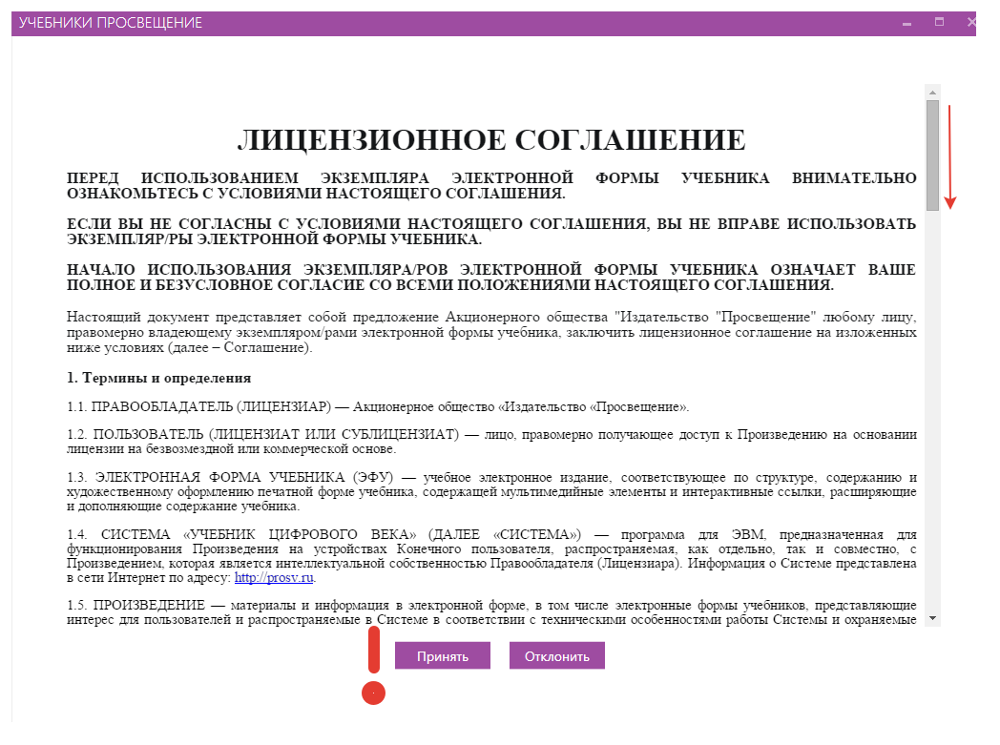 УЧЕБНИКИ ПРОСВЕЩЕНИЕ
ЛИЦЕНЗИОННОЕ СОГЛАШЕНИЕ
ПЕРЕД ИСПОЛЬЗОВАНИЕМ ЭКЗЕМПЛЯРА ЭЛЕКТРОННОЙ ФОРМЫ УЧЕБНИКА ВНИМАТЕЛЬНО
ОЗНАКОМЬТЕСЬ С УСЛОВИЯМИ НАСТОЯЩЕГО СОГЛАШЕНИЯ.
ЕСЛИ ВЫ НЕ СОГЛАСНЫ С УСЛОВИЯМИ НАСТОЯЩЕГО СОГЛАШЕНИЯ, ВЫ НЕ ВПРАВЕ ИСПОЛЬЗОВАТЬ
ЭКЗЕМПЛЯР/РЫ ЭЛЕКТРОННОЙ ФОРМЫ УЧЕБНИКА.
НАЧАЛО ИСПОЛЬЗОВАНИЯ ЭКЗЕМПЛЯРА/РОВ ЭЛЕКТРОННОЙ ФОРМЫ УЧЕБНИКА ОЗНАЧАЕТ ВАШЕ
ПОЛНОЕ И БЕЗУСЛОВНОЕ СОГЛАСИЕ СО ВСЕМИ ПОЛОЖЕНИЯМИ НАСТОЯЩЕГО СОГЛАШЕНИЯ.
Настоящий документ представляет собой предложение Акционерного общества "Издательство "Просвещение" любому лицу,
правомерно владеющему экземпляром/рами электронной формы учебника, заключить лицензионное соглашение на изложенных
ниже условиях (далее – Соглашение).
1. Термины и определения
1.1. ПРАВООБЛАДАТЕЛЬ (ЛИЦЕНЗИАР) — Акционерное общество «Издательство «Просвещение».
1.2. ПОЛЬЗОВАТЕЛЬ (ЛИЦЕНЗИАТ ИЛИ СУБЛИЦЕНЗИАТ) — лицо, правомерно получающее доступ к Произведению на основании
лицензии на безвозмездной или коммерческой основе.
1.3. ЭЛЕКТРОННАЯ ФОРМА УЧЕБНИКА (ЭФУ) — учебное электронное издание, соответствующее по структуре, содержанию и
художественному оформлению печатной форме учебника, содержащей мультимедийные элементы и интерактивные ссылки, расширяющие
и дополняющие содержание учебника.
1.4. СИСТЕМА «УЧЕБНИК ЦИФРОВОГО ВЕКА» (ДАЛЕЕ «СИСТЕМА») — программа для ЭВМ, предназначенная для
функционирования Произведения на устройствах Конечного пользователя, распространяемая, как отдельно, так и совместно, с
Произведением, которая является интеллектуальной собственностью Правообладателя (Лицензиара). Информация о Системе представлена
в сети Интернет по адресу: http://prosv.ru.
1.5. ПРОИЗВЕДЕНИЕ — материалы и информация в электронной форме, в том числе электронные формы учебников, представляющие
интерес для пользователей и распространяемые в Системе в соответствии с техническими особенностями работы Системы и охраняемые
Принять Отклонить